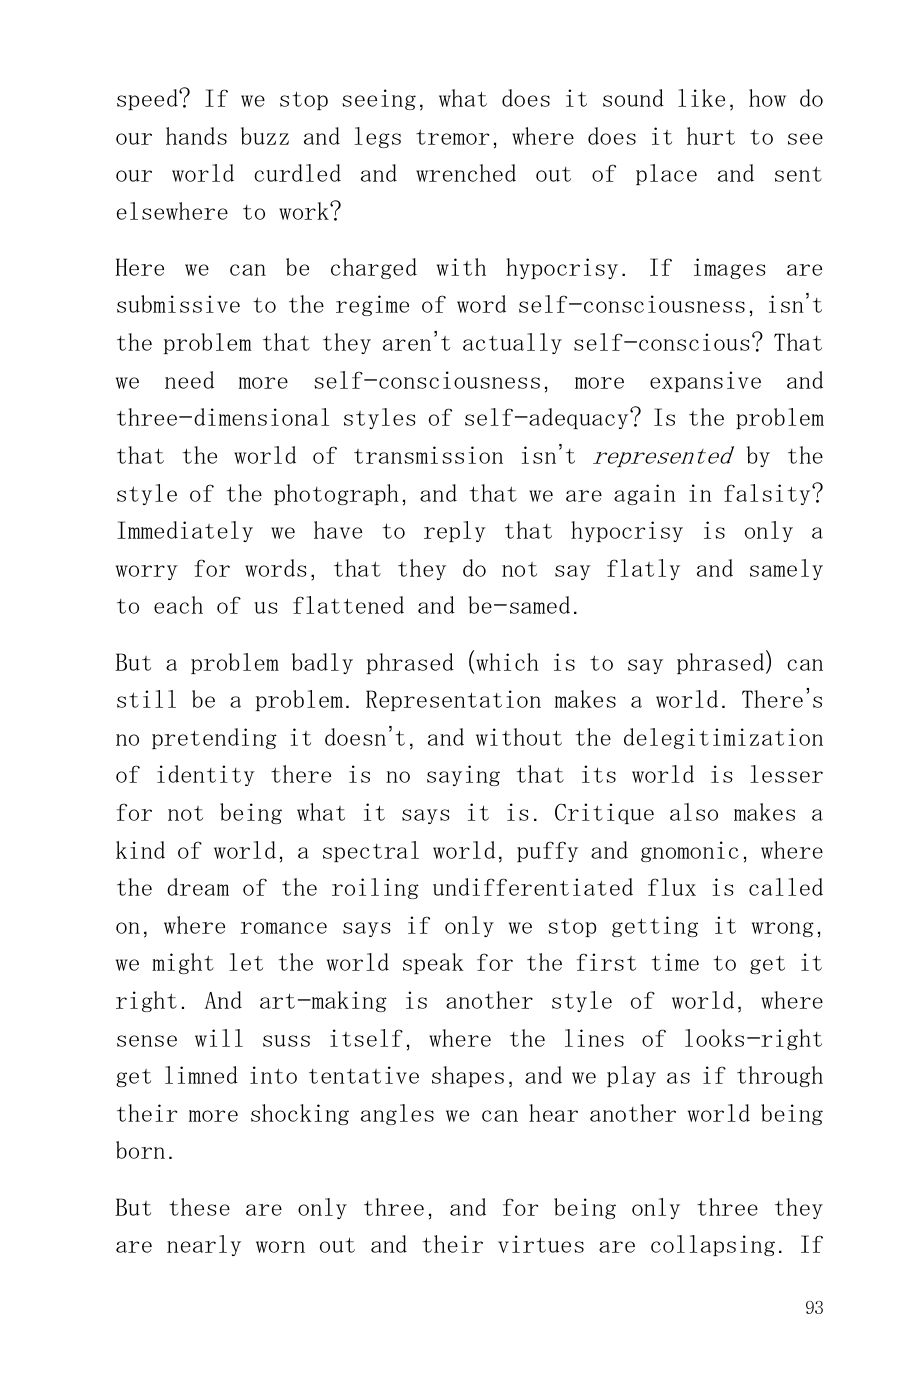 speed? If we stop seeing, what does it sound like, how do
our hands buzz and legs tremor, where does it hurt to see
our world curdled and wrenched out of place and sent
elsewhere to work?
Here we can be charged with hypocrisy. If images are
submissive to the regime of word self-consciousness, isn't
the problem that they aren't actually self-conscious? That
we need more self-consciousness, more expansive and
three-dimensional styles of self-adequacy? Is the problem
that the world of transmission isn't represented by the
style of the photograph, and that we are again in falsity?
Immediately we have to reply that hypocrisy is only a
worry for words, that they do not say flatly and samely
to each of us flattened and be-samed.
But a problem badly phrased (which is to say phrased) can
still be a problem. Representation makes a world. There's
no pretending it doesn't, and without the delegitimization
of identity there is no saying that its world is lesser
for not being what it says it is. Critique also makes a
kind of world, a spectral world, puffy and gnomonic, where
the dream of the roiling undifferentiated flux is called
on, where romance says if only we stop getting it wrong,
we might let the world speak for the first time to get it
right. And art-making is another style of world, where
sense will suss itself, where the lines of looks-right
get limned into tentative shapes, and we play as if through
their more shocking angles we can hear another world being
born.
But these are only three, and for being only three they
are nearly worn out and their virtues are collapsing. If
93